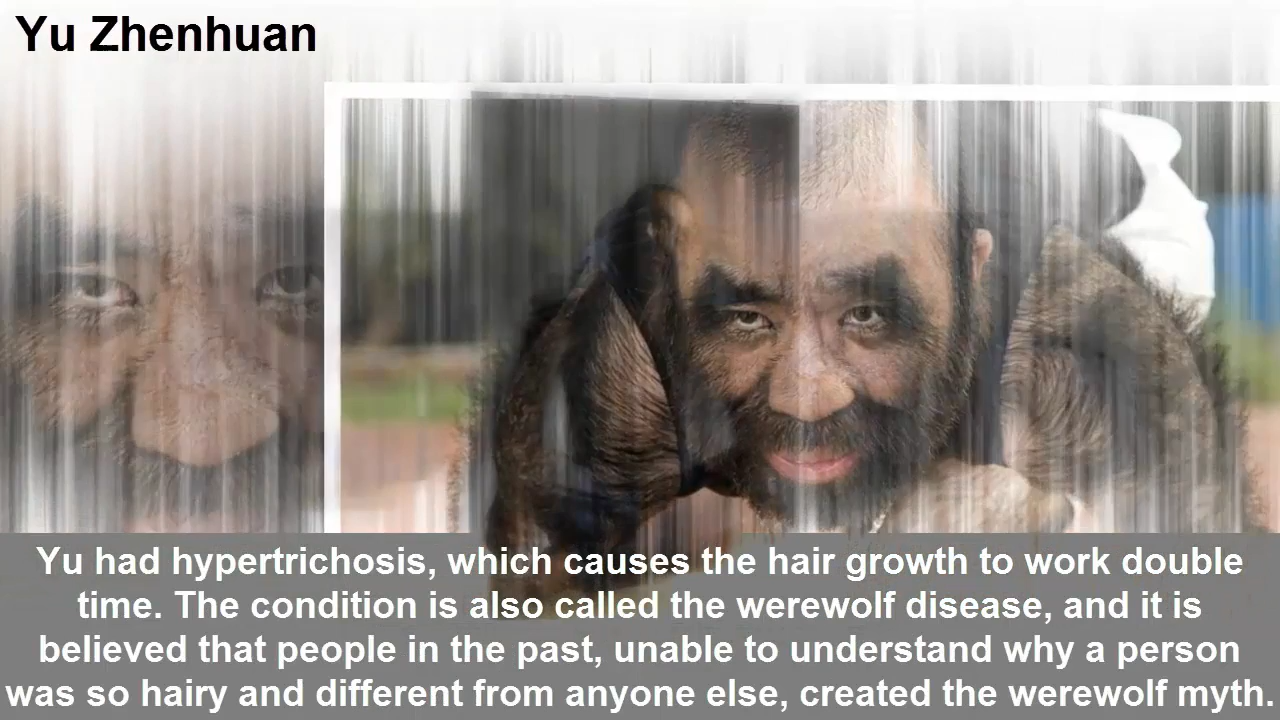 Yu Zhenhuan
Yu had hypertrichosis, which causes the hair growth to work double
time. The condition is also called the werewolf disease, and it is
believed that people in the past, unable to understand why a person
was so hairy and different from anyone else, created the werewolf myth.